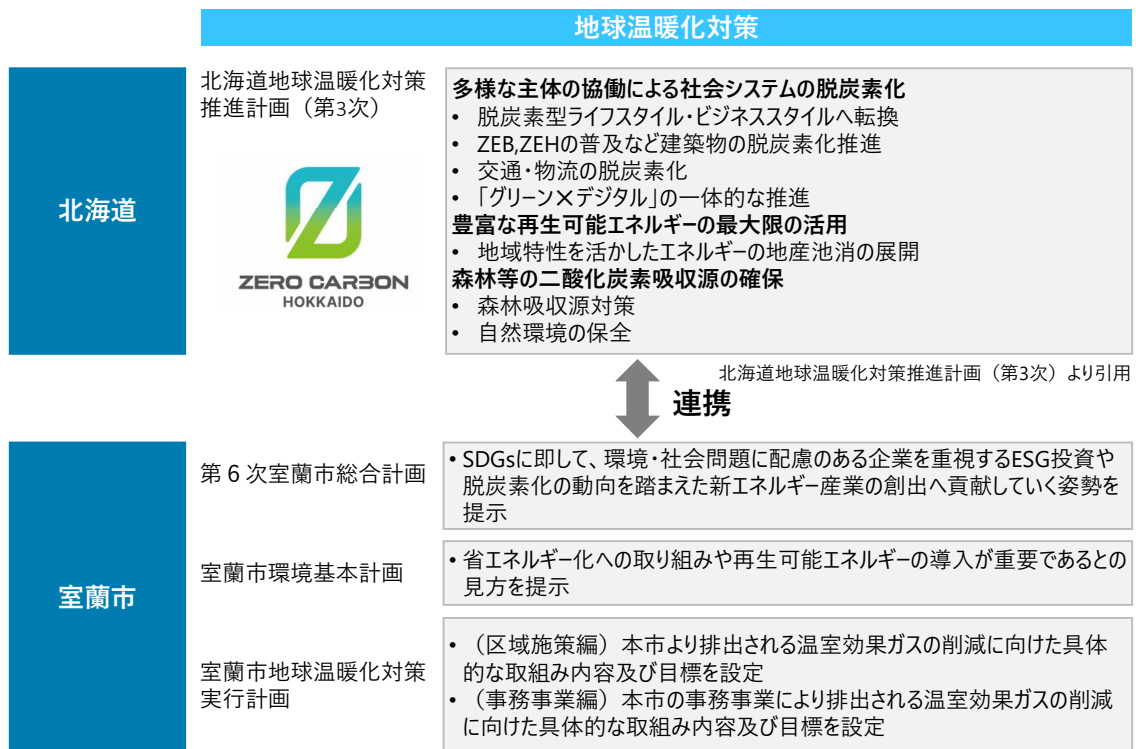 地球温暖化対策
北海道
北海道地球温暖化対策
推進計画（第3次）
ZERO CARBON
HOKKAIDO
多様な主体の協働による社会システムの脱炭素化
• 脱炭素型ライフスタイル・ビジネススタイルへ転換
• ZEB,ZEHの普及など建築物の脱炭素化推進
• 交通・物流の脱炭素化
• 「グリーン×デジタル」の一体的な推進
豊富な再生可能エネルギーの最大限の活用
• 地域特性を活かしたエネルギーの地産池消の展開
森林等の二酸化炭素吸収源の確保
• 森林吸収源対策
• 自然環境の保全
北海道地球温暖化対策推進計画（第3次）より引用
連携
室蘭市
第６次室蘭市総合計画
• SDGsに即して、環境・社会問題に配慮のある企業を重視するESG投資や
脱炭素化の動向を踏まえた新エネルギー産業の創出へ貢献していく姿勢を
提示
室蘭市環境基本計画
• 省エネルギー化への取り組みや再生可能エネルギーの導入が重要であるとの
見方を提示
室蘭市地球温暖化対策
実行計画
• （区域施策編）本市より排出される温室効果ガスの削減に向けた具体
的な取組み内容及び目標を設定
• （事務事業編）本市の事務事業により排出される温室効果ガスの削減
に向けた具体的な取組み内容及び目標を設定